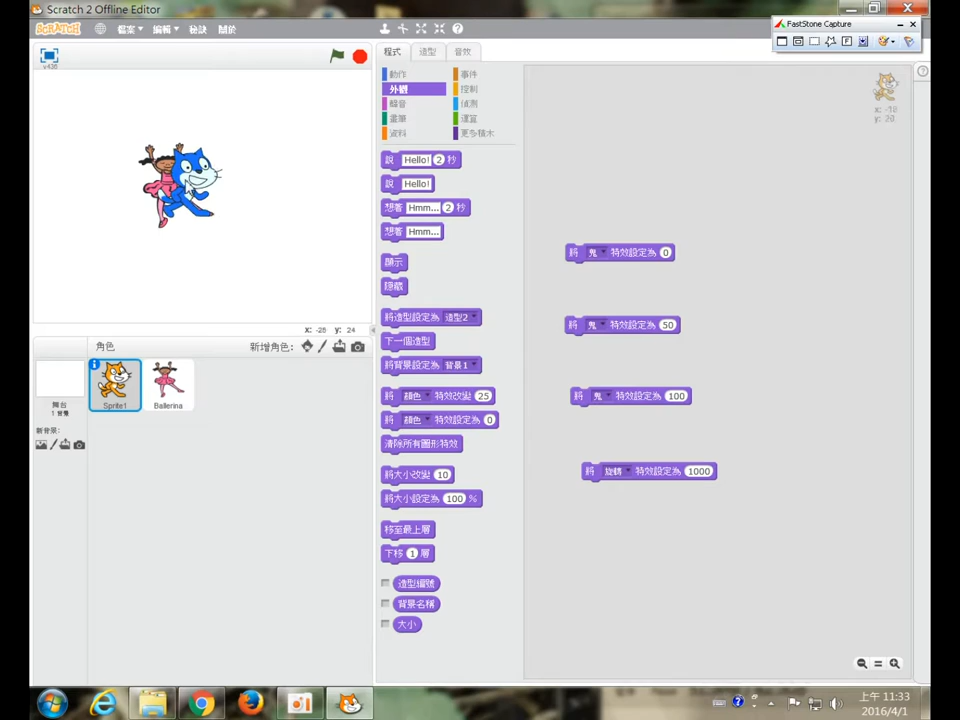 Scratch 2 Offline Editor
FastStone Capture
SCRATCH
檔案 編輯 秘訣 關於
v436
程式 造型 音效
動作
事件
外觀
控制
聲音
偵測
畫筆
運算
資料
更多積木
x: -18
y: 20
說 Hello! 2 秒
說 Hello!
想著 Hmm... 2 秒
想著 Hmm...
顯示
隱藏
將造型設定為 造型2
下一個造型
將背景設定為 背景1
將 顏色 特效改變 25
將 顏色 特效設定為 0
清除所有圖形特效
將大小改變 10
將大小設定為 100 %
移至最上層
下移 1 層
造型編號
背景名稱
大小
將 鬼 特效設定為 0
將 鬼 特效設定為 50
將 鬼 特效設定為 100
將 旋轉 特效設定為 1000
x: -26 y: 24
角色 新增角色:
舞台
1 背景
新背景:
Sprite1
Ballerina
上午 11:33
2016/4/1